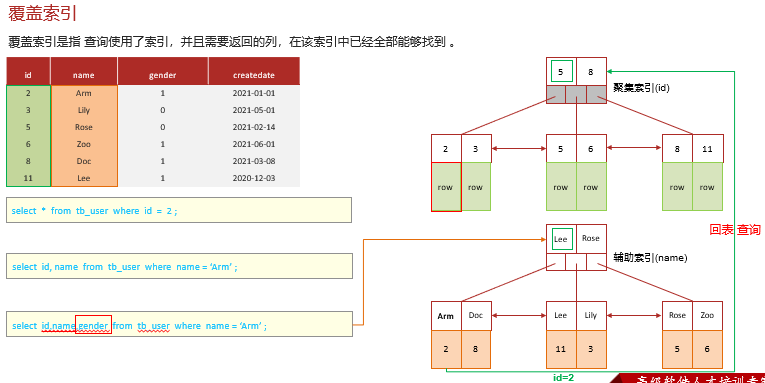 覆盖索引
覆盖索引是指 查询使用了索引，并且需要返回的列，在该索引中已经全部能够找到 。
id name gender createdate
2 Arm 1 2021-01-01
3 Lily 0 2021-05-01
5 Rose 0 2021-02-14
6 Zoo 1 2021-06-01
8 Doc 1 2021-03-08
11 Lee 1 2020-12-03
select * from tb_user where id = 2 ;
select id, name from tb_user where name = 'Arm' ;
select id,name,gender from tb_user where name = 'Arm' ;
5 8
聚集索引(id)
2 3 5 6 8 11
row row row row row row
回表 查询
Lee Rose
辅助索引(name)
Arm Doc Lee Lily Rose Zoo
2 8 11 3 5 6
id=2